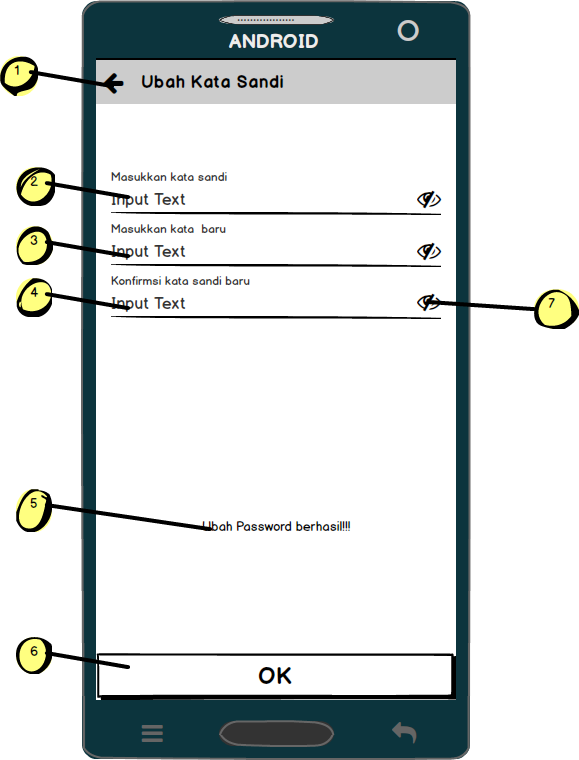 ANDROID
1
Ubah Kata Sandi
Masukkan kata sandi
2
Input Text
Masukkan kata baru
3
Input Text
Konfirmsi kata sandi baru
4
Input Text
7
5
Ubah Password berhasil!!!
6
OK